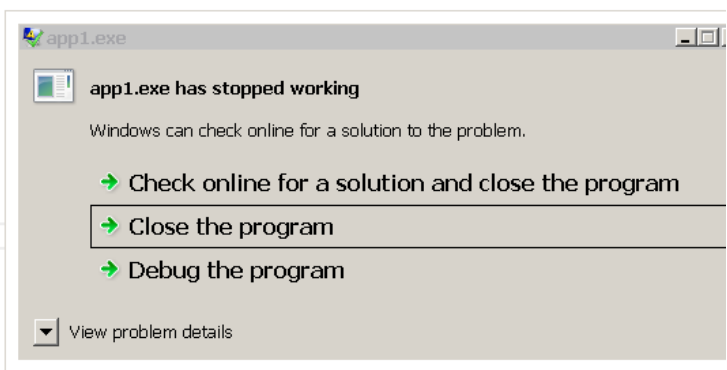 app1.exe
app1.exe has stopped working
Windows can check online for a solution to the problem.
Check online for a solution and close the program
Close the program
Debug the program
View problem details